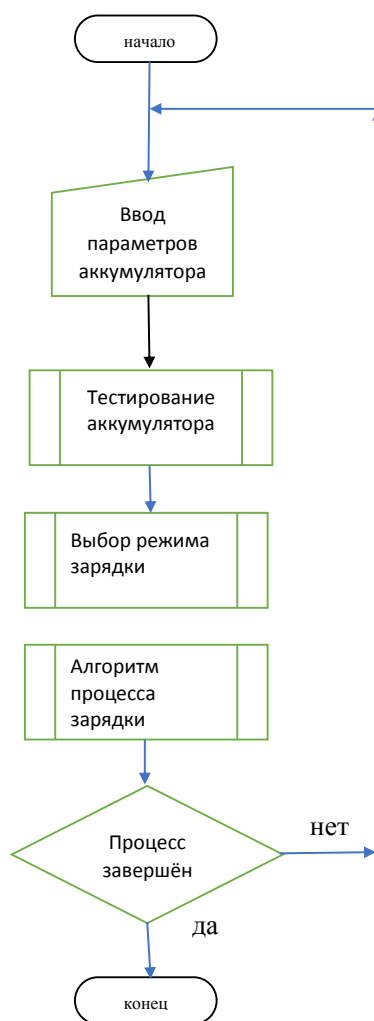 начало
Ввод
параметров
аккумулятора
Тестирование
аккумулятора
Выбор режима
зарядки
Алгоритм
процесса
зарядки
Процесс
завершён
нет
да
конец